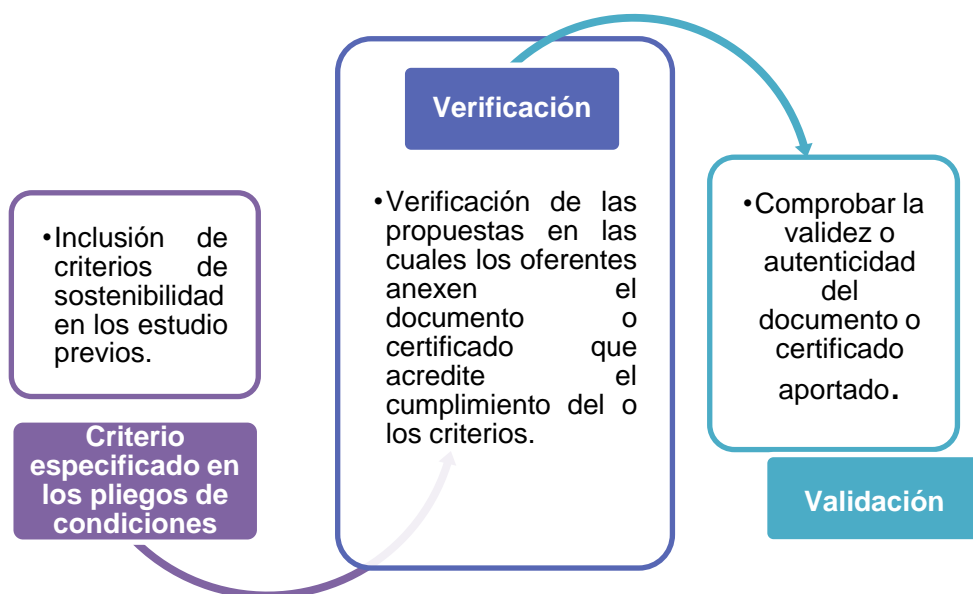 •Inclusión de
criterios de
sostenibilidad
en los estudio
previos.
Criterio
especificado en
los pliegos de
condiciones
Verificación
•Verificación de las
propuestas en las
cuales los oferentes
anexen el
documento o
certificado que
acredite el
cumplimiento del o
los criterios.
•Comprobar la
validez o
autenticidad
del
documento o
certificado
aportado.
Validación